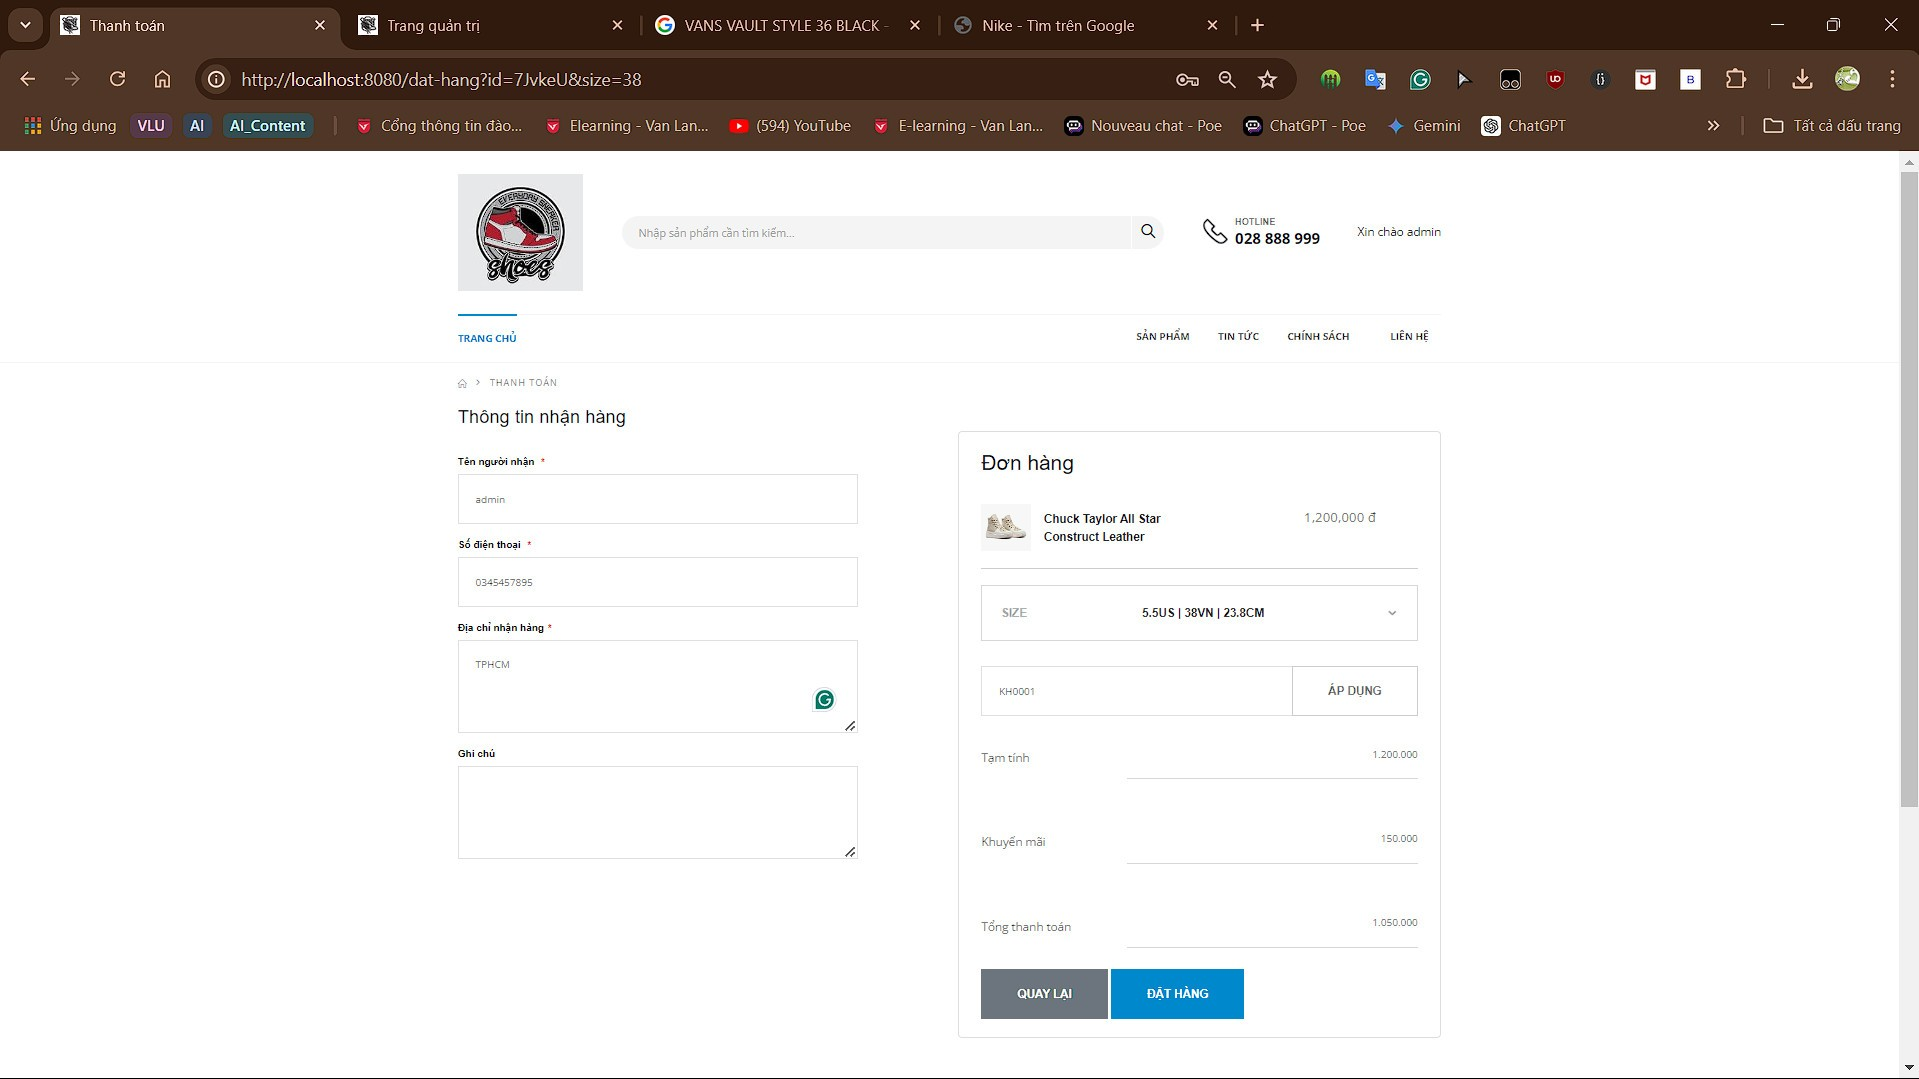 Thanh toán
Trang quản trị
VANS VAULT STYLE 36 BLACK -
Nike - Tìm trên Google
http://localhost:8080/dat-hang?id=7JvkeU&size=38
Ứng dụng
VLU
AI
AI_Content
Cổng thông tin đào...
Elearning - Van Lan...
(594) YouTube
E-learning - Van Lan...
Nouveau chat - Poe
ChatGPT - Poe
Gemini
ChatGPT
Tất cả dấu trang
EVERYDAY SNEAKER
shoes
Nhập sản phẩm cần tìm kiếm...
HOTLINE
028 888 999
Xin chào admin
TRANG CHỦ
SẢN PHẨM
TIN TỨC
CHÍNH SÁCH
LIÊN HỆ
THANH TOÁN
Thông tin nhận hàng
Tên người nhận *
admin
Số điện thoại *
0345457895
Địa chỉ nhận hàng *
TPHCM
Ghi chú
Đơn hàng
Chuck Taylor All Star
Construct Leather
1,200,000 đ
SIZE
5.5US | 38VN | 23.8CM
KH0001
ÁP DỤNG
Tạm tính
1.200.000
Khuyến mãi
150.000
Tổng thanh toán
1.050.000
QUAY LẠI
ĐẶT HÀNG